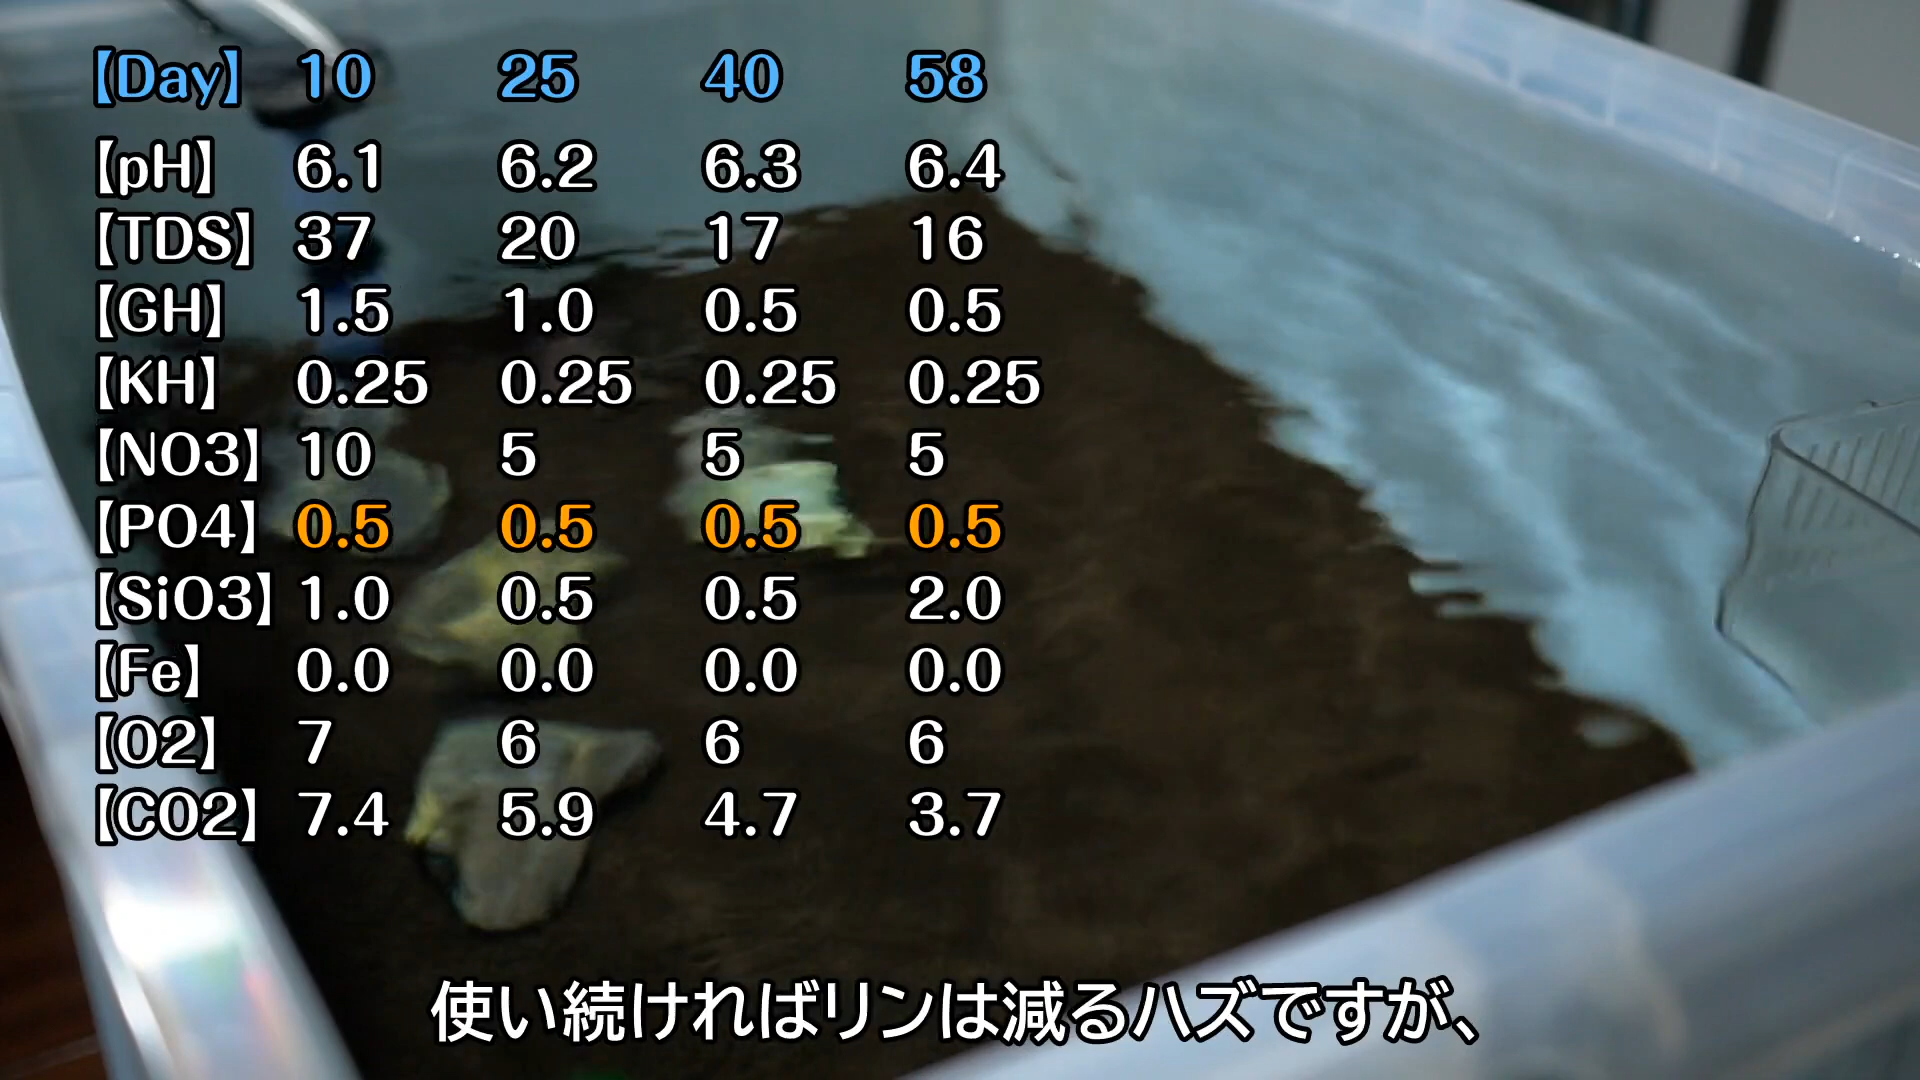 【Day】 10 25 40 58
【pH】 6.1 6.2 6.3 6.4
【TDS】 37 20 17 16
【GH】 1.5 1.0 0.5 0.5
【KH】 0.25 0.25 0.25 0.25
【NO3】 10 5 5 5
【PO4】 0.5 0.5 0.5 0.5
【SiO3】 1.0 0.5 0.5 2.0
【Fe】 0.0 0.0 0.0 0.0
【O2】 7 6 6 6
【CO2】 7.4 5.9 4.7 3.7
使い続ければリンは減るハズですが、